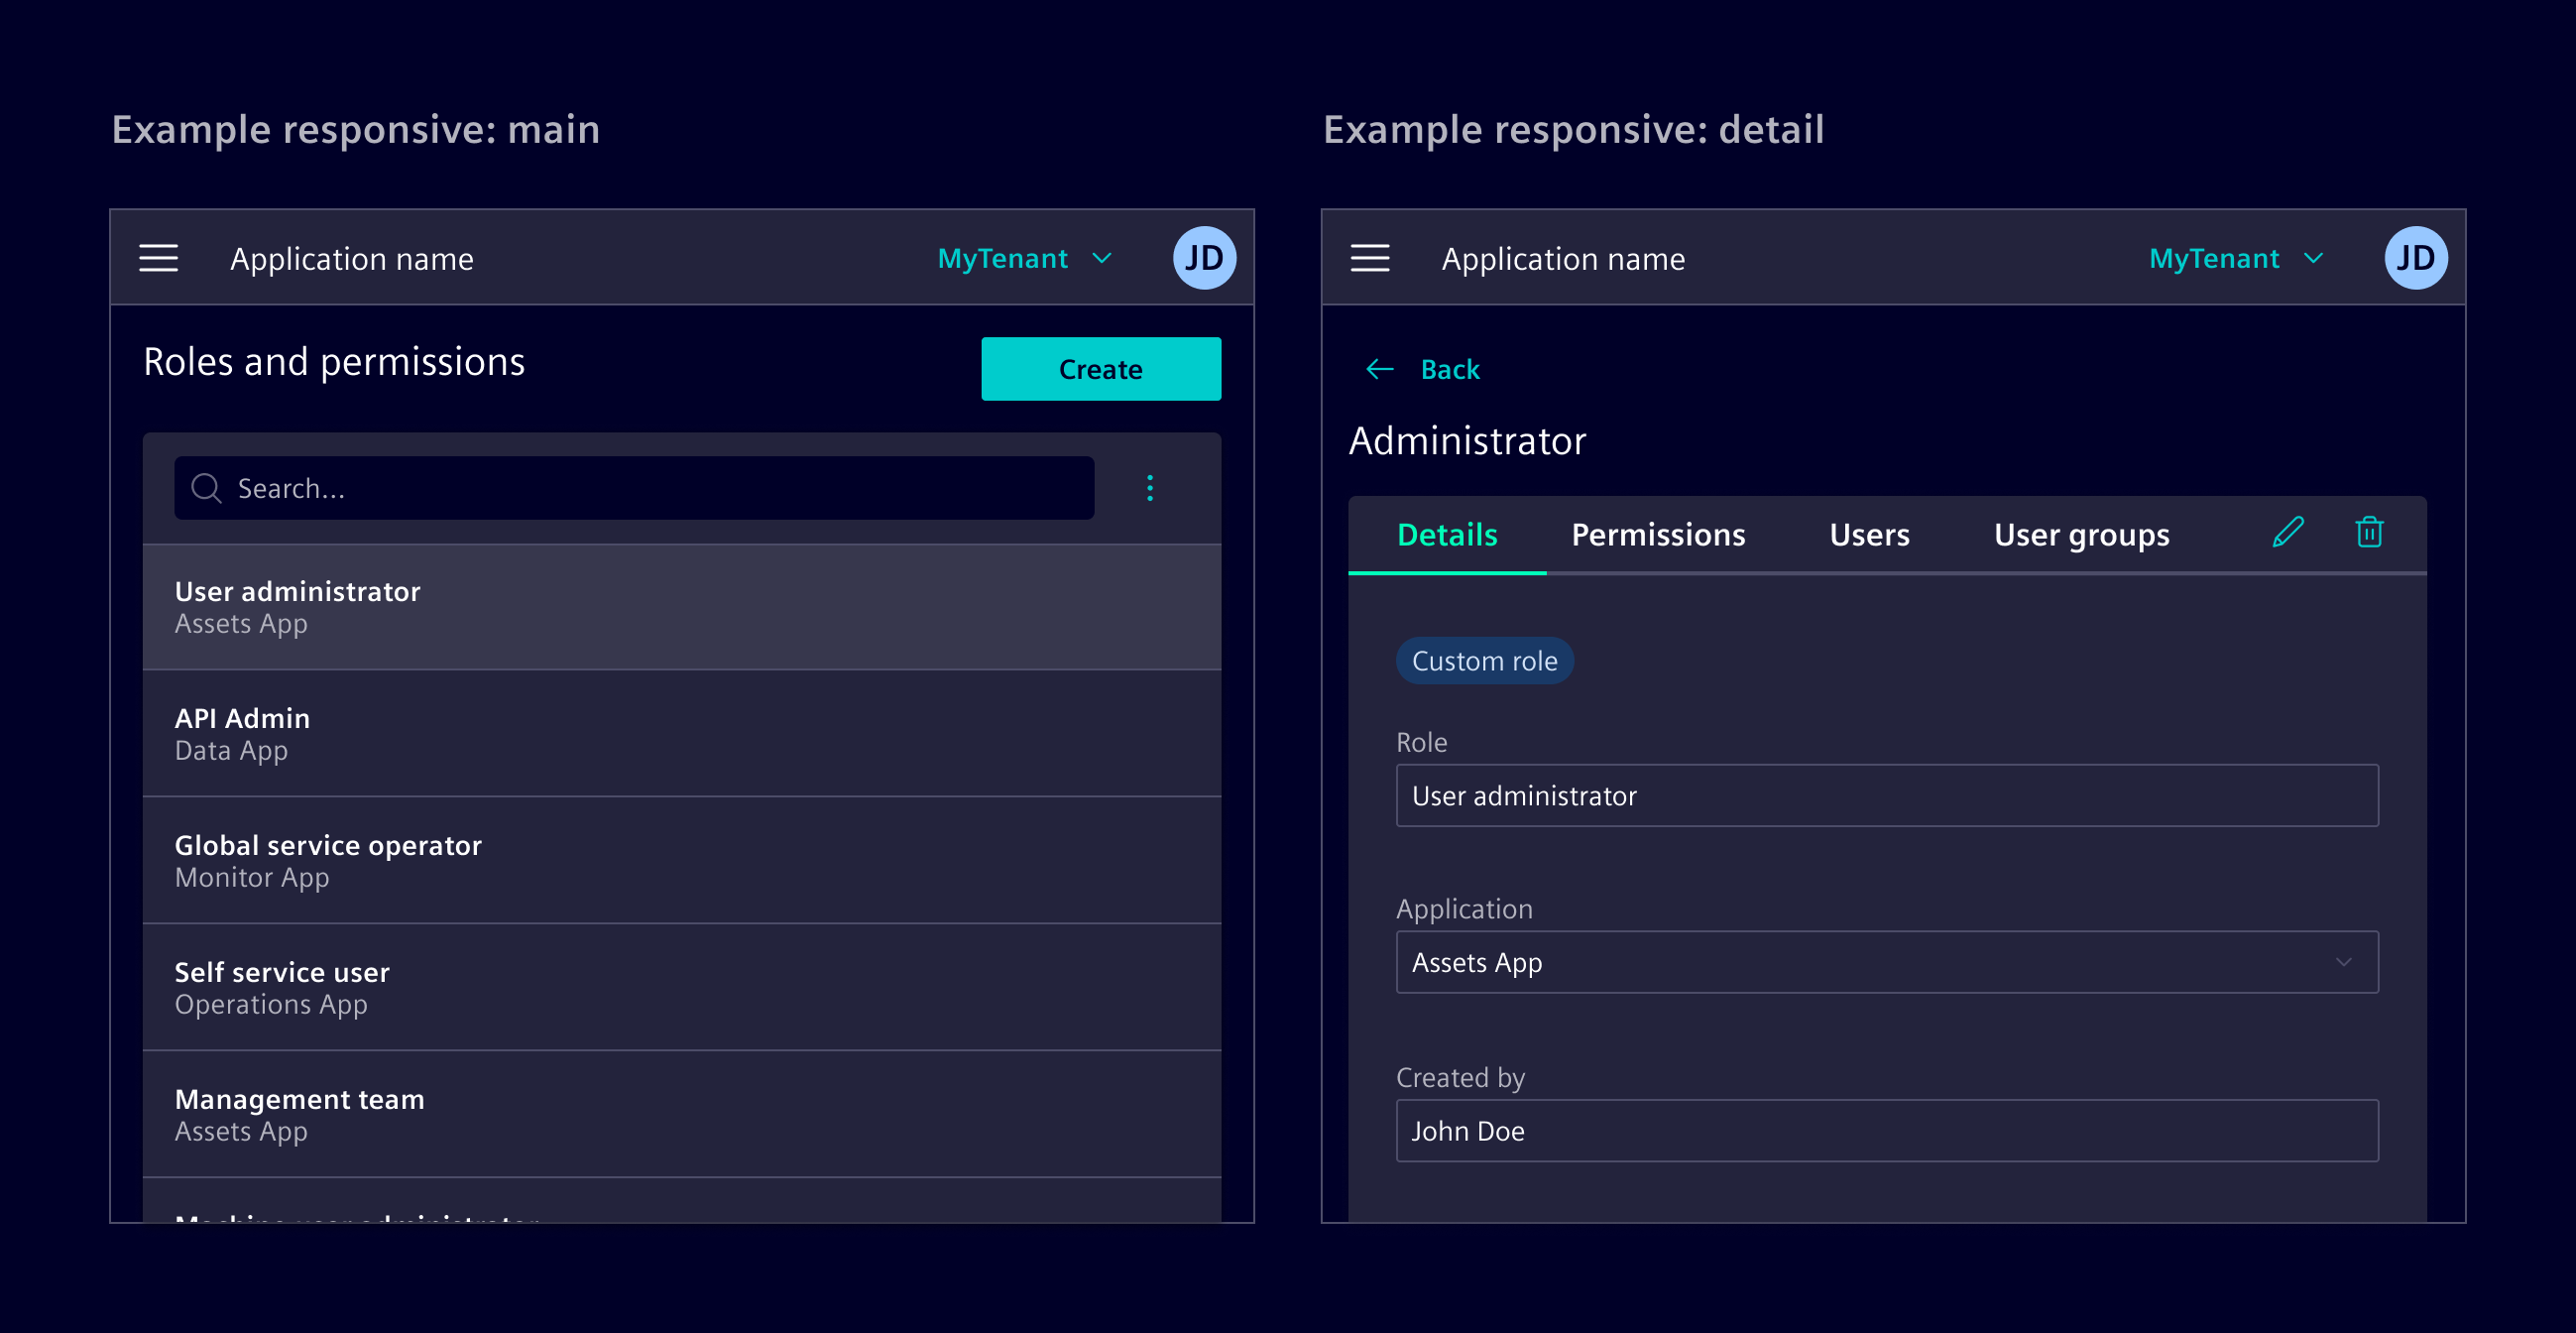 Example responsive: main
Application name
MyTenant
JD
Roles and permissions
Create
Search...
User administrator
Assets App
API Admin
Data App
Global service operator
Monitor App
Self service user
Operations App
Management team
Assets App
Machine user administrator
Example responsive: detail
Application name
MyTenant
JD
Back
Administrator
Details
Permissions
Users
User groups
Custom role
Role
User administrator
Application
Assets App
Created by
John Doe